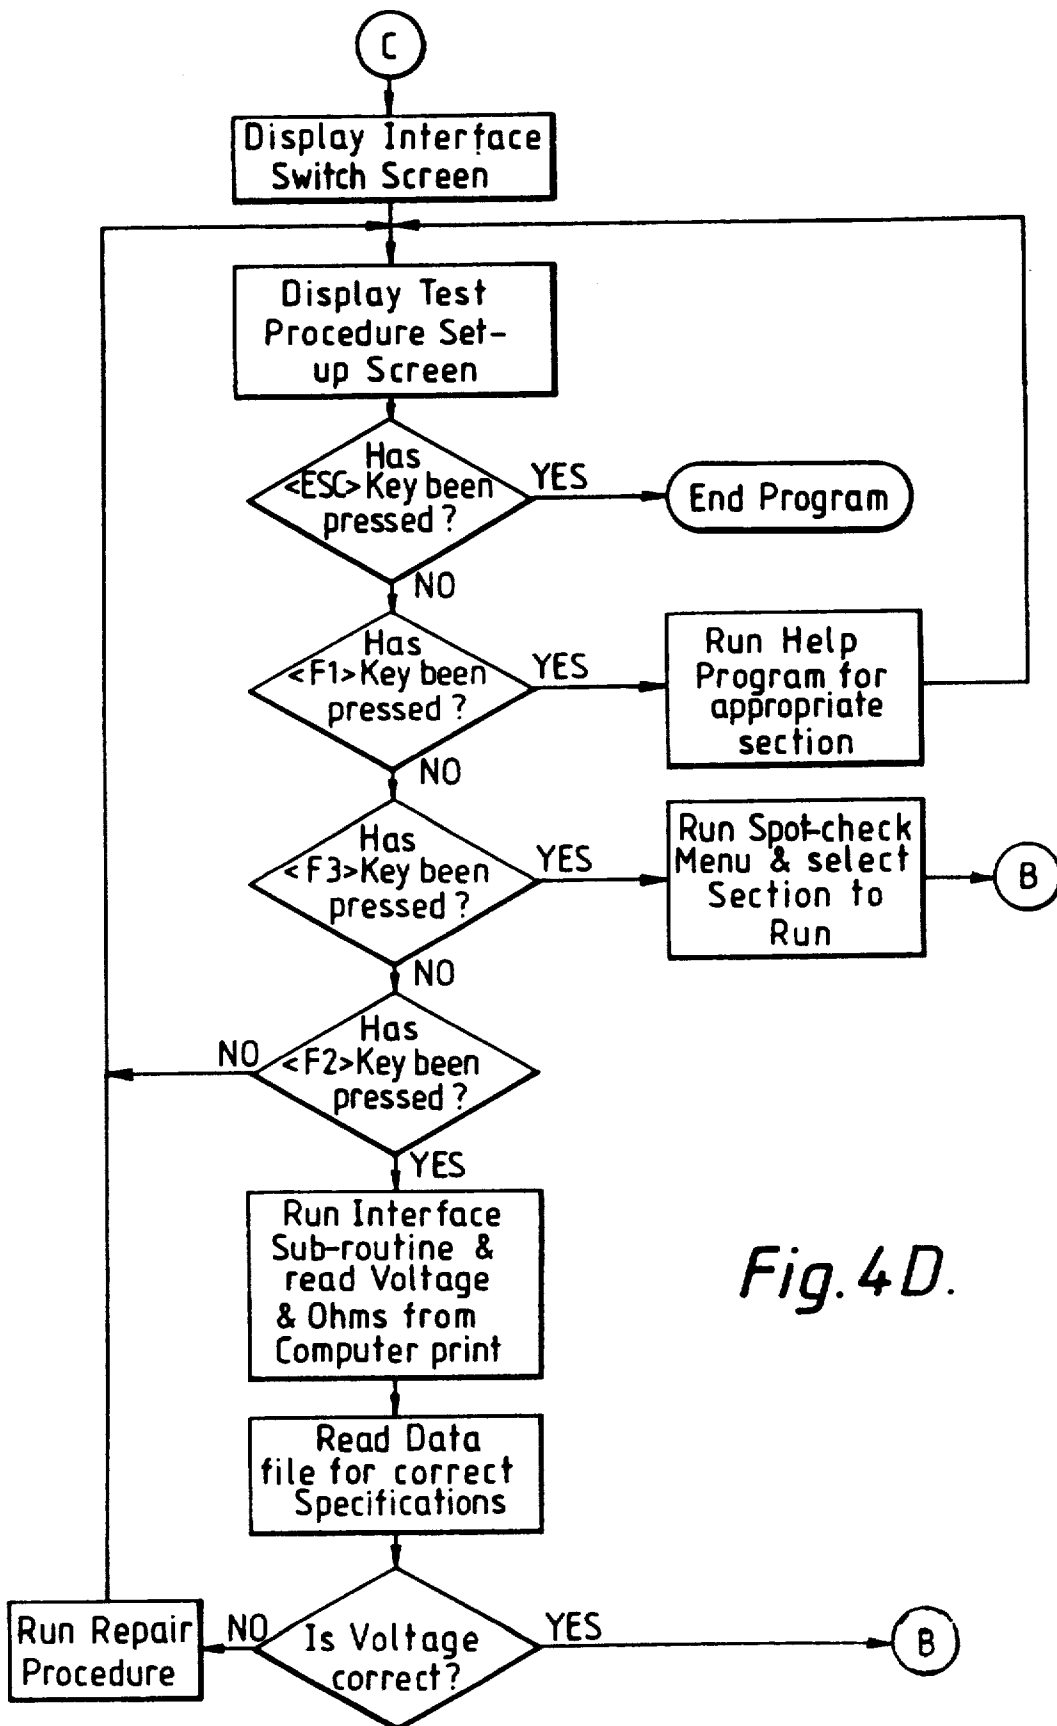 C
Display Interface
Switch Screen
Display Test
Procedure Set-
up Screen
Has
<ESC> Key been
pressed ?
YES
End Program
NO
Has
<F1> Key been
pressed ?
YES
Run Help
Program for
appropriate
section
NO
Has
<F3> Key been
pressed ?
YES
Run Spot-check
Menu & select
Section to
Run
B
NO
Has
<F2> Key been
pressed ?
NO
YES
Run Interface
Sub-routine &
read Voltage
& Ohms from
Computer print
Fig. 4D.
Read Data
file for correct
Specifications
Is Voltage
correct?
NO
Run Repair
Procedure
YES
B